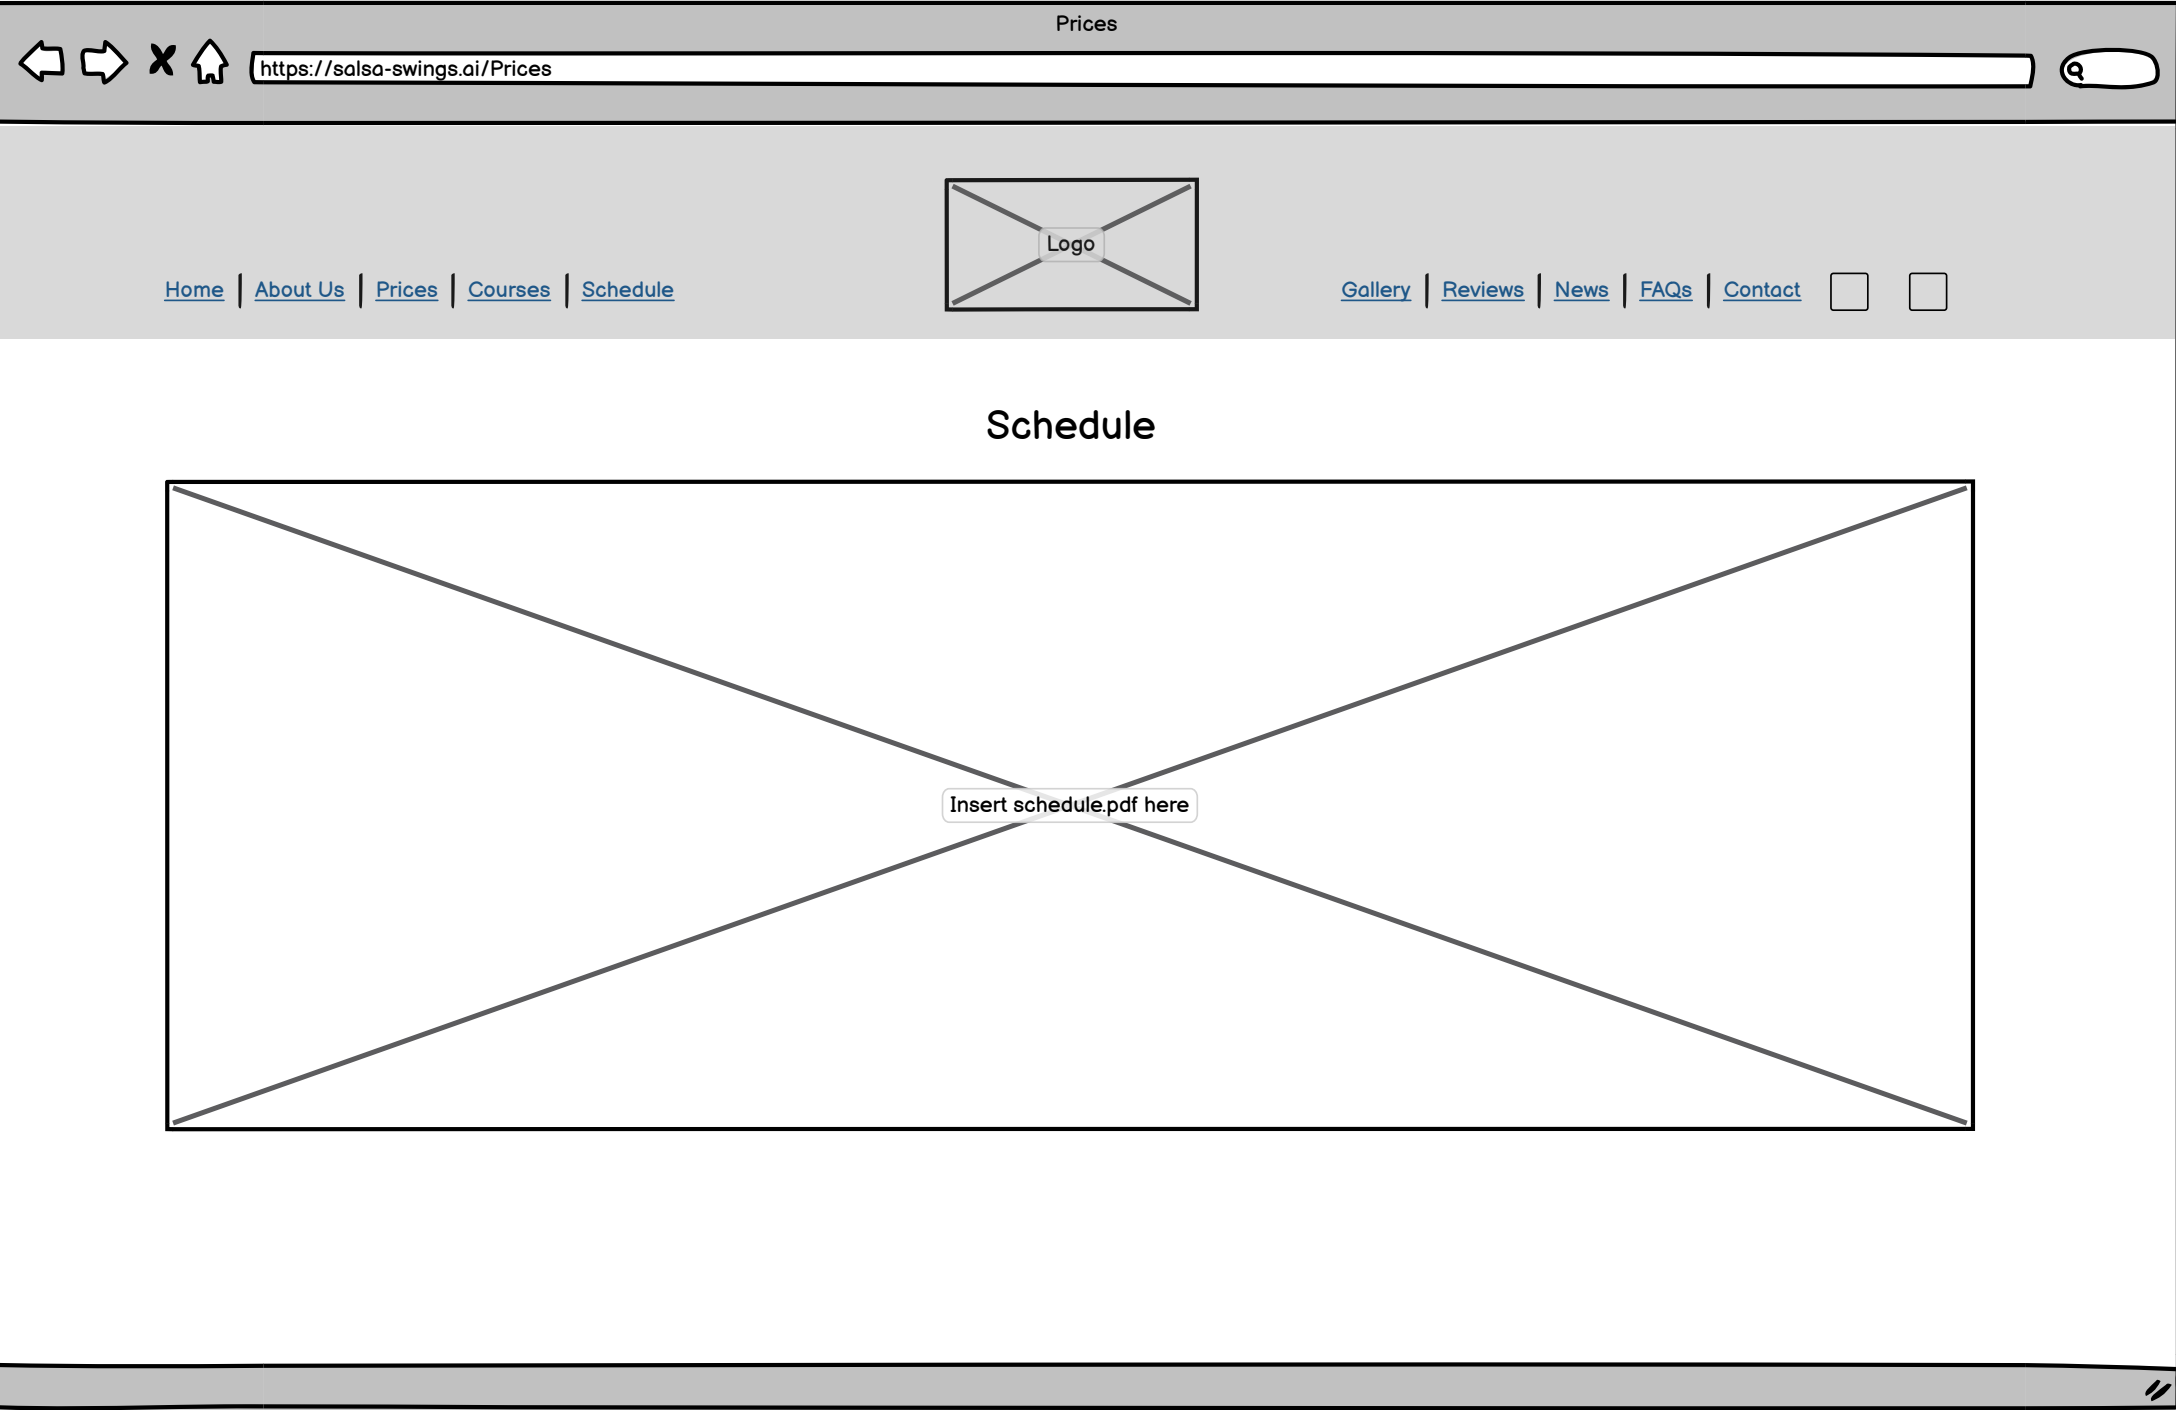 Prices
https://salsa-swings.ai/Prices
Logo
Home About Us Prices Courses Schedule
Gallery Reviews News FAQs Contact
Schedule
Insert schedule.pdf here